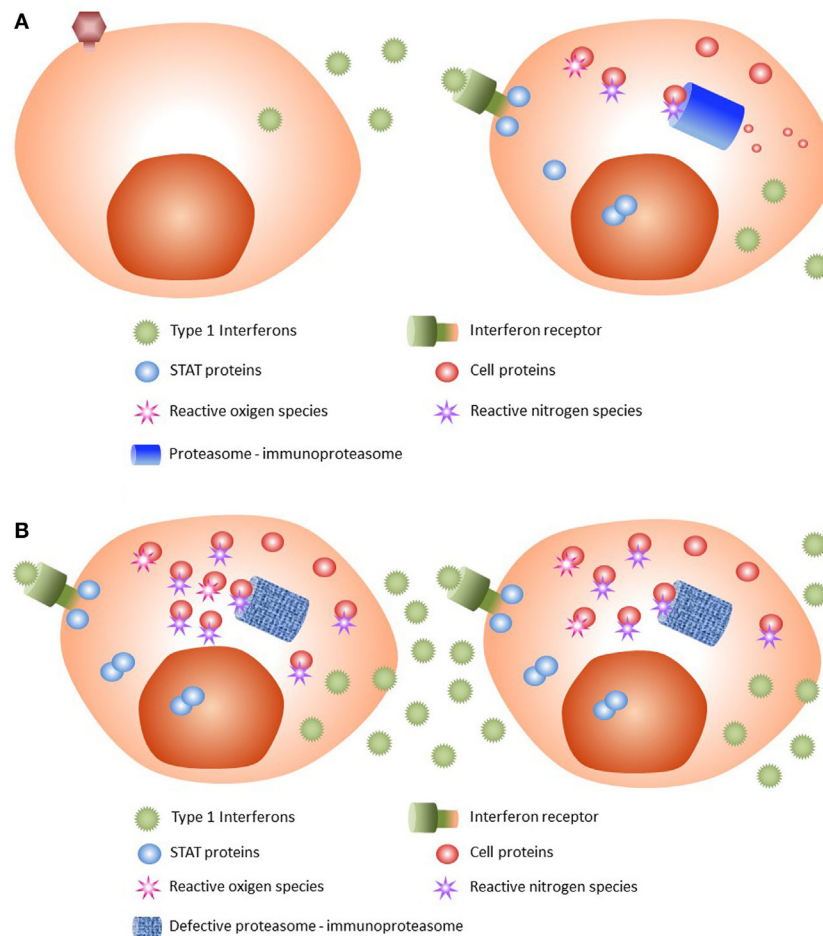 A
Type 1 Interferons
Interferon receptor
STAT proteins
Cell proteins
Reactive oxigen species
Reactive nitrogen species
Proteasome - immunoproteasome
B
Type 1 Interferons
Interferon receptor
STAT proteins
Cell proteins
Reactive oxigen species
Reactive nitrogen species
Defective proteasome - immunoproteasome